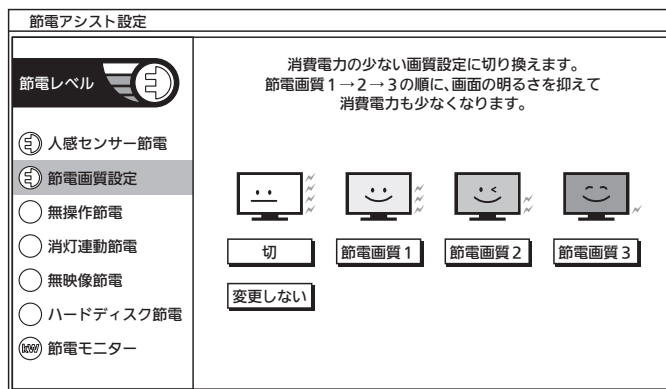 節電アシスト設定
節電レベル
人感センサー節電
節電画質設定
無操作節電
消灯連動節電
無映像節電
ハードディスク節電
節電モニター
消費電力の少ない画質設定に切り換えます。
節電画質1→2→3の順に、画面の明るさを抑えて
消費電力も少なくなります。
切
節電画質1
節電画質2
節電画質3
変更しない